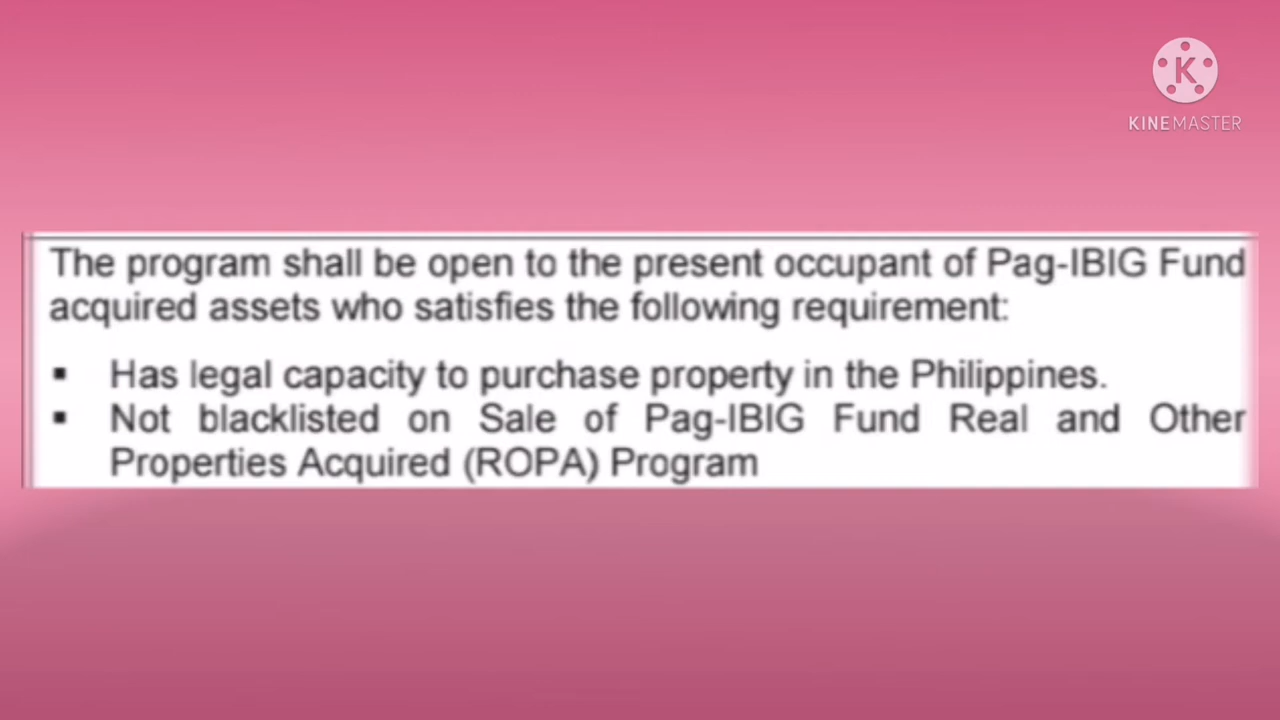 K
KINEMASTER
The program shall be open to the present occupant of Pag-IBIG Fund
acquired assets who satisfies the following requirement:
▪ Has legal capacity to purchase property in the Philippines.
▪ Not blacklisted on Sale of Pag-IBIG Fund Real and Other
Properties Acquired (ROPA) Program